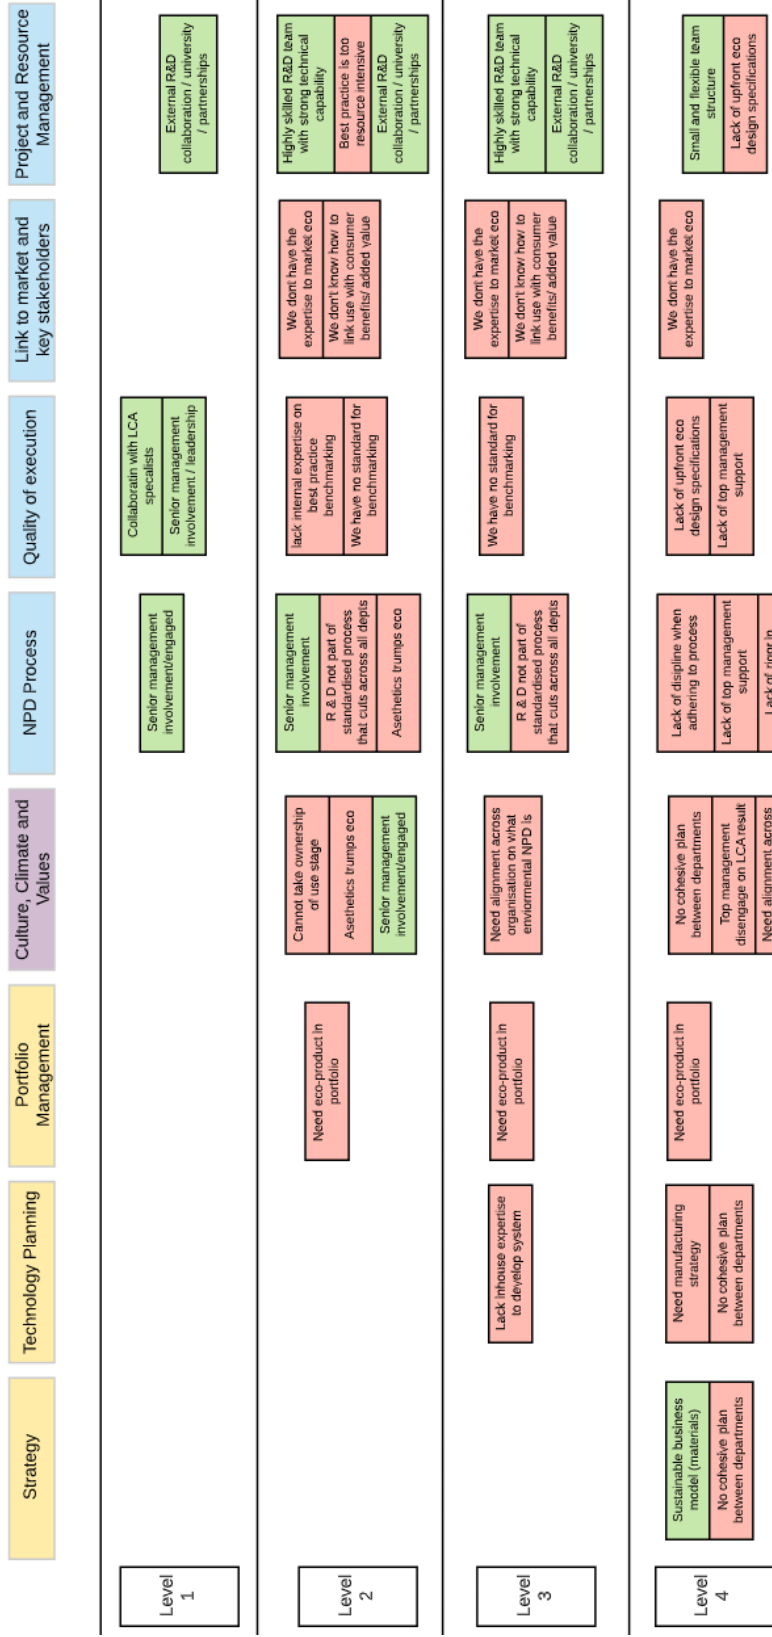 Strategy
Technology Planning
Portfolio
Management
Culture, Climate and
Values
NPD Process
Quality of execution
Link to market and
key stakeholders
Project and Resource
Management
Level
1
Senior management
involvement/engaged
Collaboratin with LCA
specalists
Senior management
involvement / leadership
External R&D
collaboration / university
/ partnerships
Level
2
Need eco-product in
portfolio
Cannot take ownership
of use stage
Asethetics trumps eco
Senior management
involvement/engaged
Senior management
involvement
R & D not part of
standardised process
that cuts across all depts
Asethetics trumps eco
lack internal expertise on
best practice
benchmarking
We have no standard for
benchmarking
We dont have the
expertise to market eco
We don't know how to
link use with consumer
benefits/ added value
Highly skilled R&D team
with strong technical
capability
Best practice is too
resource intensive
External R&D
collaboration / university
/ partnerships
Level
3
Lack inhouse expertise
to develop system
Need eco-product in
portfolio
Need alignment across
organisation on what
enviormental NPD is
Senior management
involvement
R & D not part of
standardised process
that cuts across all depts
We have no standard for
benchmarking
We dont have the
expertise to market eco
We don't know how to
link use with consumer
benefits/ added value
Highly skilled R&D team
with strong technical
capability
External R&D
collaboration / university
/ partnerships
Level
4
Sustainable business
model (materials)
No cohesive plan
between departments
Need manufacturing
strategy
No cohesive plan
between departments
Need eco-product in
portfolio
No cohesive plan
between departments
Top management
disengage on LCA result
Need alignment across
Lack of disipline when
adhering to process
Lack of top management
support
Lack of rigor in
Lack of upfront eco
design specifications
Lack of top management
support
We dont have the
expertise to market eco
Small and flexible team
structure
Lack of upfront eco
design specifications